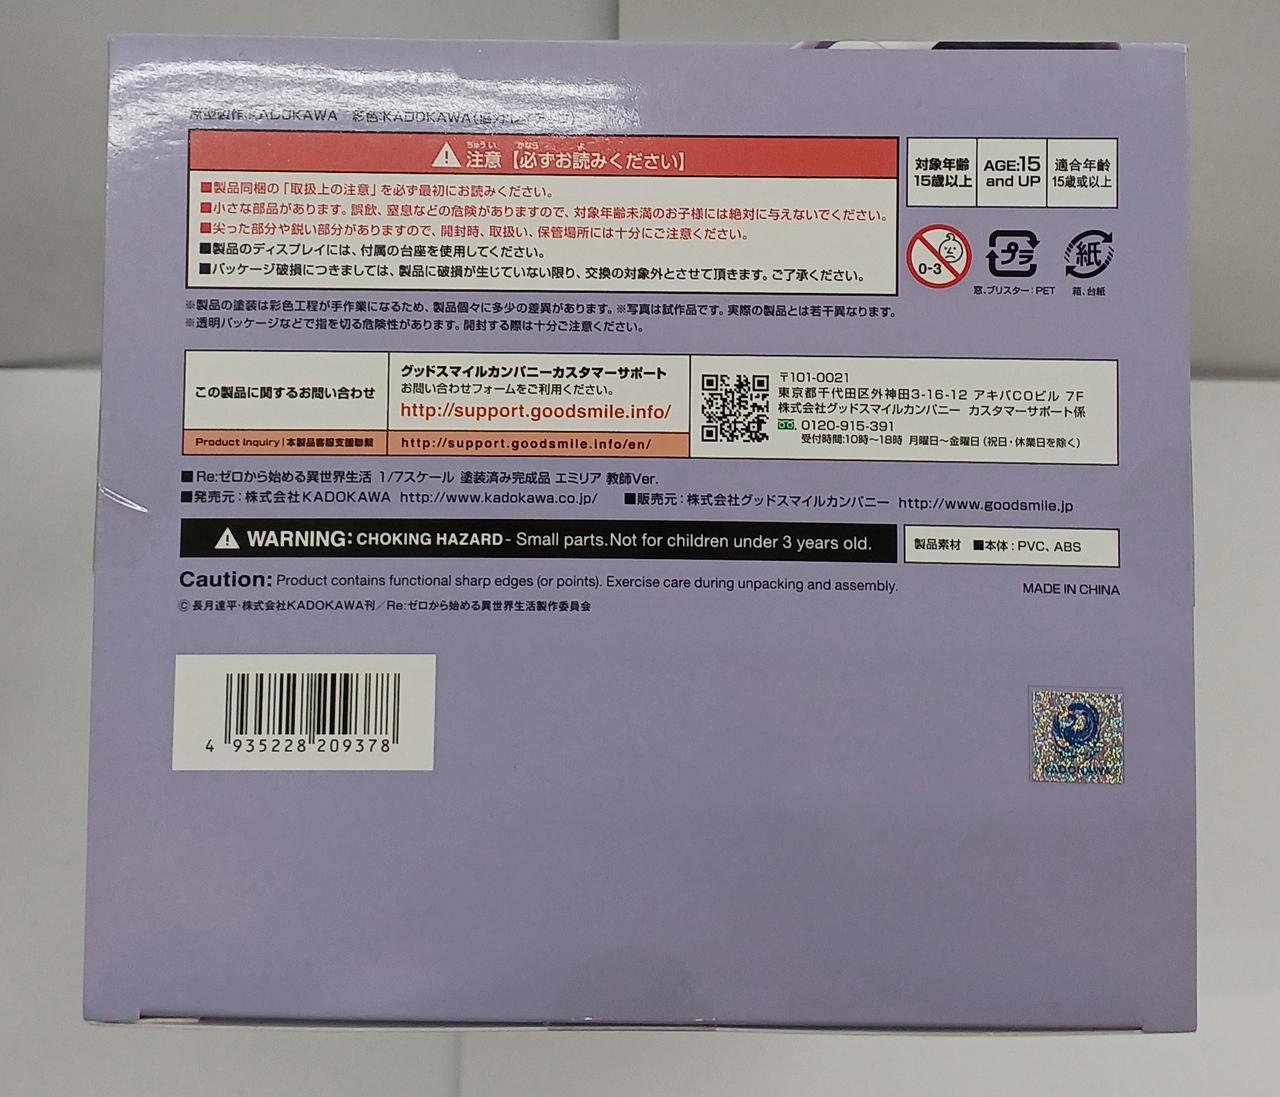 原型製作:KADOKAWA 彩色:KADOKAWA
ちゅうい かなら よ
注意【必ずお読みください】
■製品同梱の「取扱上の注意」を必ず最初にお読みください。
■小さな部品があります。誤飲、窒息などの危険がありますので、対象年齢未満のお子様には絶対に与えないでください。
■尖った部分や鋭い部分がありますので、開封時、取扱い、保管場所には十分にご注意ください。
■製品のディスプレイには、付属の台座を使用してください。
■パッケージ破損につきましては、製品に破損が生じていない限り、交換の対象外とさせて頂きます。ご了承ください。
対象年齢
15歳以上
AGE:15
and UP
適合年齢
15歳或以上
0-3
プラ
紙
窓、ブリスター:PET
箱、台紙
※製品の塗装は彩色工程が手作業になるため、製品個々に多少の差異があります。※写真は試作品です。実際の製品とは若干異なります。
※透明パッケージなどで指を切る危険性があります。開封する際は十分ご注意ください。
この製品に関するお問い合わせ
グッドスマイルカンパニーカスタマーサポート
お問い合わせフォームをご利用ください。
http://support.goodsmile.info/
Product Inquiry | 本製品客服支援聯繫
http://support.goodsmile.info/en/
〒101-0021
東京都千代田区外神田3-16-12 アキバCOビル 7F
株式会社グッドスマイルカンパニー カスタマーサポート係
0120-915-391
受付時間:10時〜18時 月曜日〜金曜日(祝日・休業日を除く)
■Re:ゼロから始める異世界生活 1/7スケール 塗装済み完成品 エミリア 教師Ver.
■発売元:株式会社KADOKAWA http://www.kadokawa.co.jp/ ■販売元:株式会社グッドスマイルカンパニー http://www.goodsmile.jp
WARNING: CHOKING HAZARD - Small parts.Not for children under 3 years old.
製品素材 ■本体:PVC、ABS
Caution: Product contains functional sharp edges (or points). Exercise care during unpacking and assembly.
MADE IN CHINA
©長月達平・株式会社KADOKAWA刊/Re:ゼロから始める異世界生活製作委員会
4 935228 209378
KADOKAWA